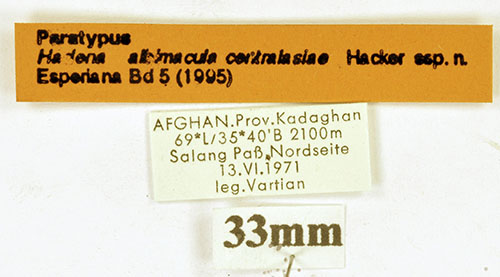 Paratypus
Hadena albimacula centralasiae Hacker ssp. n.
Esperiana Bd 5 (1995)
AFGHAN.Prov.Kadaghan
69°L/35°40'B 2100m
Salang Paß,Nordseite
13.VI.1971
leg.Vartian
33mm